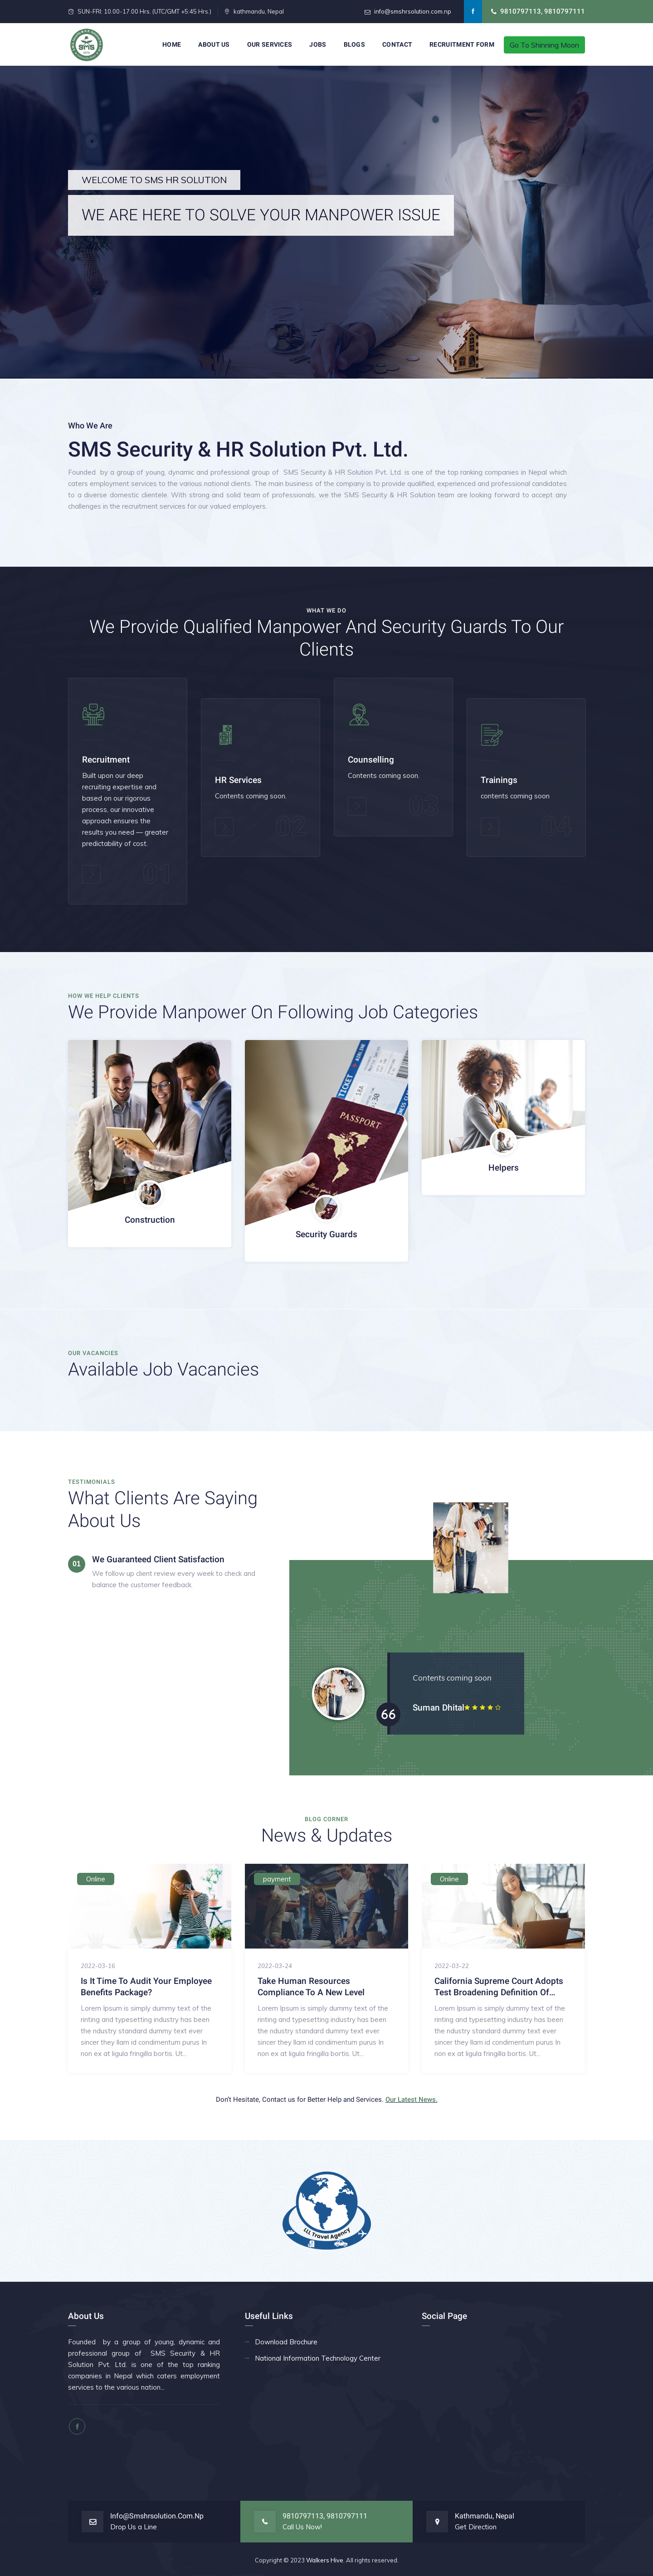 SUN-FRI: 10.00-17.00 Hrs. (UTC/GMT +5:45 Hrs.)
kathmandu, Nepal
info@smshrsolution.com.np
9810797113, 9810797111
SMS
HOME
ABOUT US
OUR SERVICES
JOBS
BLOGS
CONTACT
RECRUITMENT FORM
Go To Shinning Moon
WELCOME TO SMS HR SOLUTION
WE ARE HERE TO SOLVE YOUR MANPOWER ISSUE
Who We Are
SMS Security & HR Solution Pvt. Ltd.
Founded by a group of young, dynamic and professional group of SMS Security & HR Solution Pvt. Ltd. is one of the top ranking companies in Nepal which
caters employment services to the various national clients. The main business of the company is to provide qualified, experienced and professional candidates
to a diverse domestic clientele. With strong and solid team of professionals, we the SMS Security & HR Solution team are looking forward to accept any
challenges in the recruitment services for our valued employers.
WHAT WE DO
We Provide Qualified Manpower And Security Guards To Our
Clients
Recruitment
Built upon our deep
recruiting expertise and
based on our rigorous
process, our innovative
approach ensures the
results you need — greater
predictability of cost.
01
HR Services
Contents coming soon.
02
Counselling
Contents coming soon.
03
Trainings
contents coming soon
04
HOW WE HELP CLIENTS
We Provide Manpower On Following Job Categories
TICKET
PASSPORT
Construction
Security Guards
Helpers
OUR VACANCIES
Available Job Vacancies
TESTIMONIALS
What Clients Are Saying
About Us
01
We Guaranteed Client Satisfaction
We follow up client review every week to check and
balance the customer feedback.
Contents coming soon
Suman Dhital
BLOG CORNER
News & Updates
Online
2022-03-16
Is It Time To Audit Your Employee
Benefits Package?
Lorem Ipsum is simply dummy text of the
rinting and typesetting industry has been
the ndustry standard dummy text ever
sincer they llam id condimentum purus In
non ex at ligula fringilla bortis. Ut...
payment
2022-03-24
Take Human Resources
Compliance To A New Level
Lorem Ipsum is simply dummy text of the
rinting and typesetting industry has been
the ndustry standard dummy text ever
sincer they llam id condimentum purus In
non ex at ligula fringilla bortis. Ut...
Online
2022-03-22
California Supreme Court Adopts
Test Broadening Definition Of...
Lorem Ipsum is simply dummy text of the
rinting and typesetting industry has been
the ndustry standard dummy text ever
sincer they llam id condimentum purus In
non ex at ligula fringilla bortis. Ut...
Don't Hesitate, Contact us for Better Help and Services. Our Latest News.
LLL Travel Agency
About Us
Founded by a group of young, dynamic and
professional group of SMS Security & HR
Solution Pvt. Ltd. is one of the top ranking
companies in Nepal which caters employment
services to the various nation...
Useful Links
Download Brochure
National Information Technology Center
Social Page
Info@Smshrsolution.Com.Np
Drop Us a Line
9810797113, 9810797111
Call Us Now!
Kathmandu, Nepal
Get Direction
Copyright © 2023 Walkers Hive. All rights reserved.